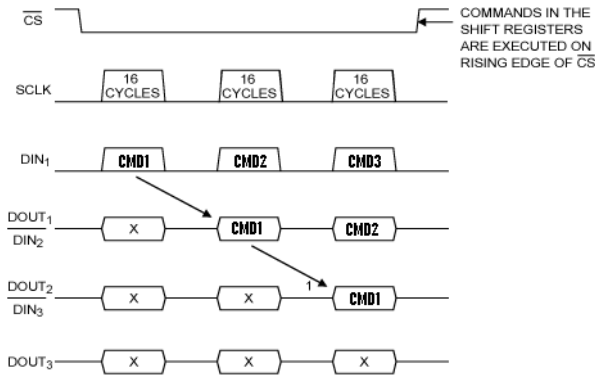 CS
COMMANDS IN THE
SHIFT REGISTERS
ARE EXECUTED ON
RISING EDGE OF CS
SCLK
16
CYCLES
16
CYCLES
16
CYCLES
DIN1
CMD1
CMD2
CMD3
DOUT1
DIN2
X
CMD1
CMD2
DOUT2
DIN3
X
X
1
CMD1
DOUT3
X
X
X